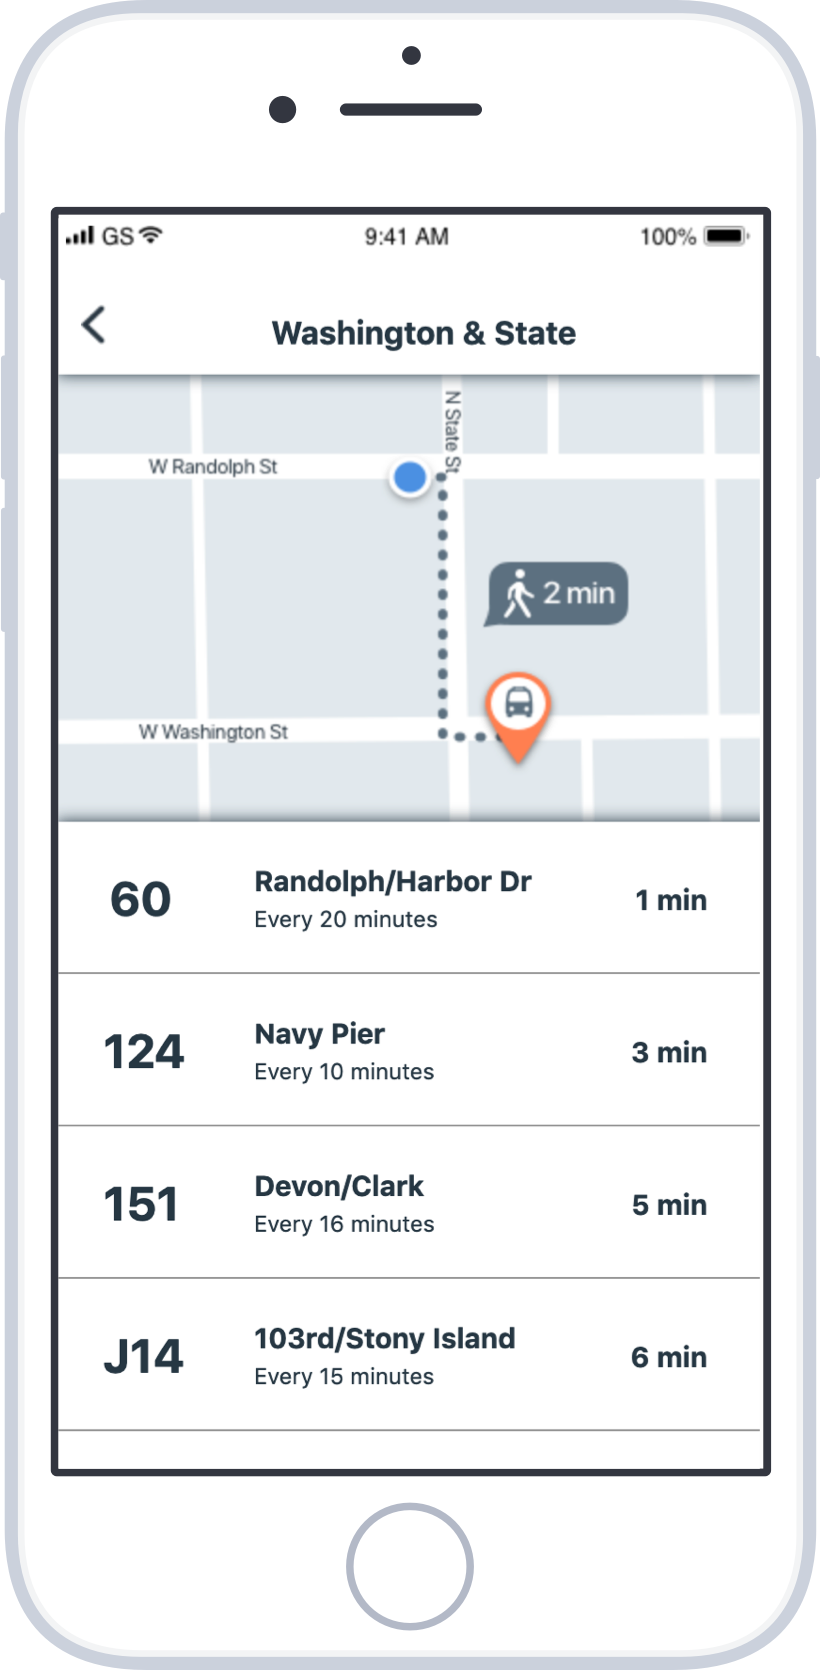 GS 9:41 AM 100%
Washington & State
N State St
W Randolph St
2 min
W Washington St
60 Randolph/Harbor Dr 1 min
Every 20 minutes
124 Navy Pier 3 min
Every 10 minutes
151 Devon/Clark 5 min
Every 16 minutes
J14 103rd/Stony Island 6 min
Every 15 minutes